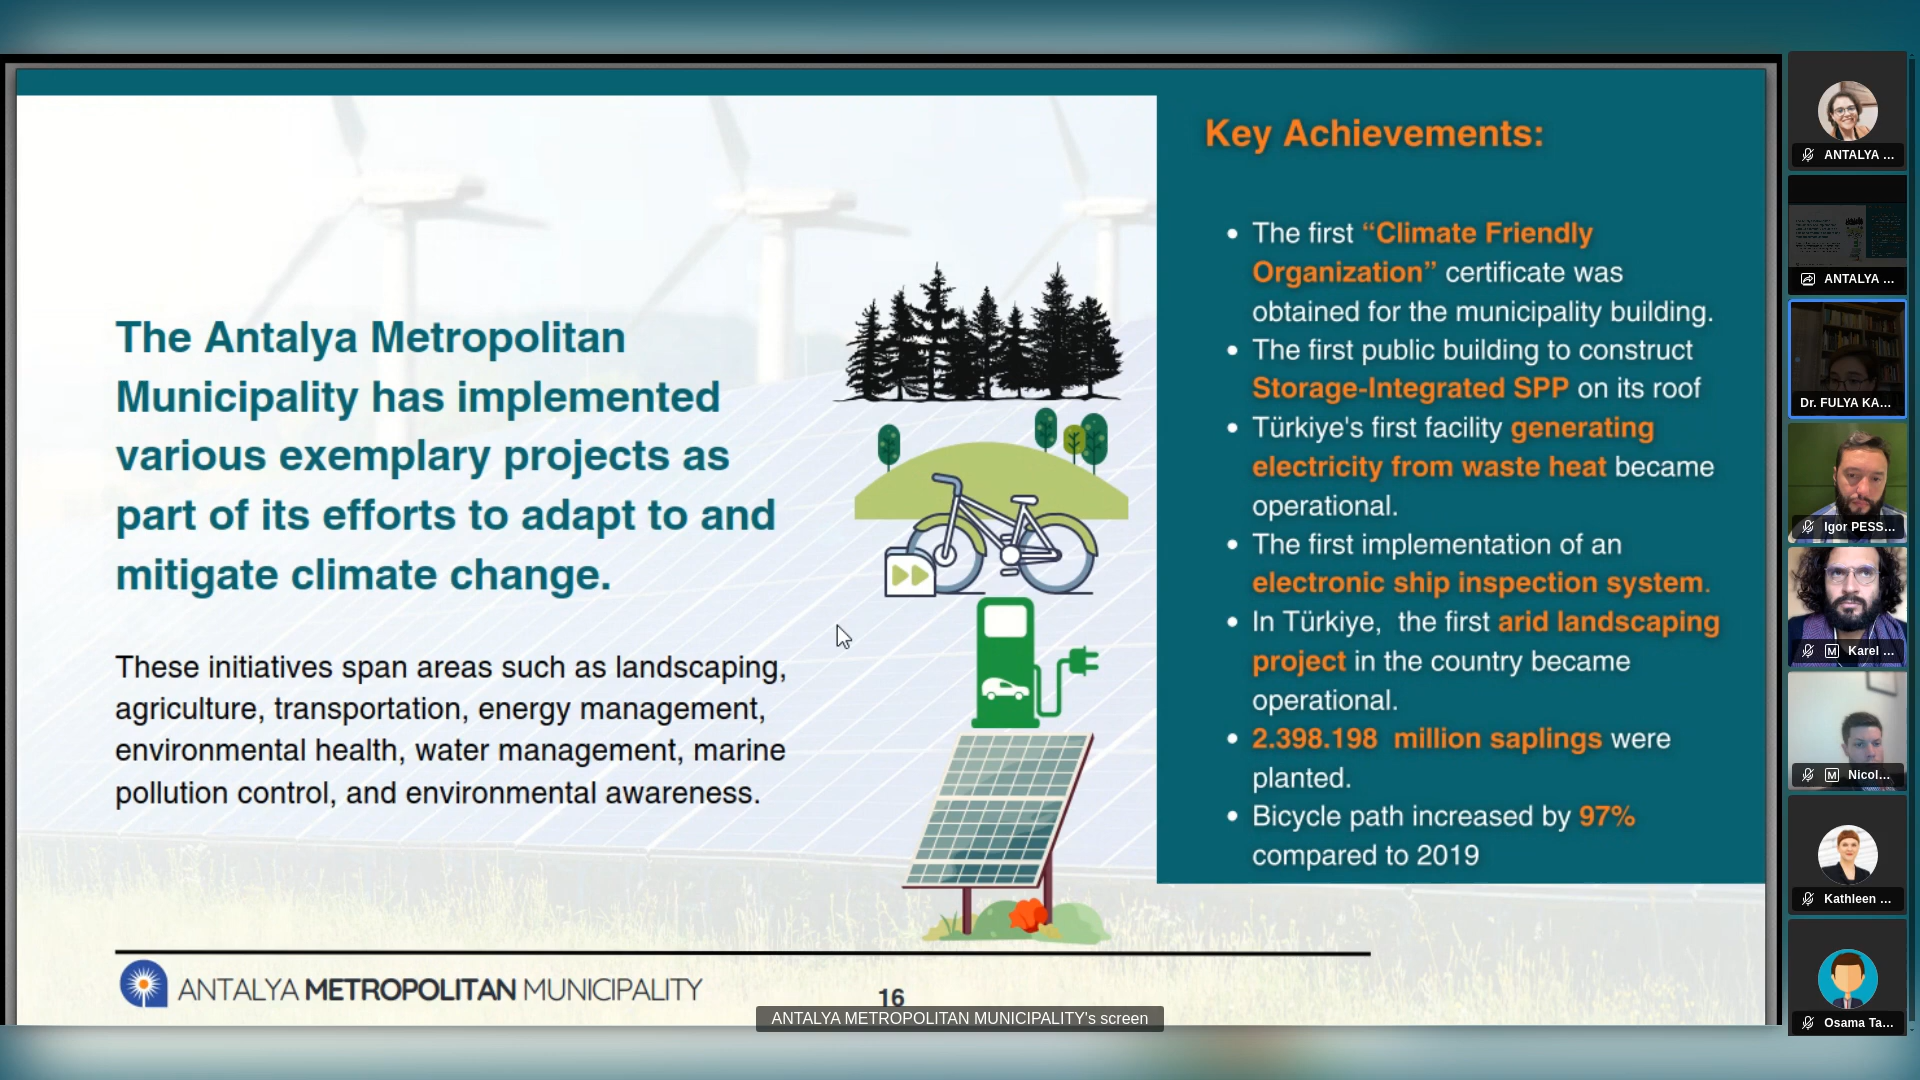 The Antalya Metropolitan
Municipality has implemented
various exemplary projects as
part of its efforts to adapt to and
mitigate climate change.
These initiatives span areas such as landscaping,
agriculture, transportation, energy management,
environmental health, water management, marine
pollution control, and environmental awareness.
Key Achievements:
• The first “Climate Friendly
Organization” certificate was
obtained for the municipality building.
• The first public building to construct
Storage-Integrated SPP on its roof
• Türkiye's first facility generating
electricity from waste heat became
operational.
• The first implementation of an
electronic ship inspection system.
• In Türkiye,  the first arid landscaping
project in the country became
operational.
• 2.398.198  million saplings were
planted.
• Bicycle path increased by 97%
compared to 2019
ANTALYA METROPOLITAN MUNICIPALITY
16
ANTALYA METROPOLITAN MUNICIPALITY's screen
ANTALYA ...
ANTALYA ...
Dr. FULYA KA...
Igor PESS...
M Karel ...
M Nicol...
Kathleen ...
Osama Ta...